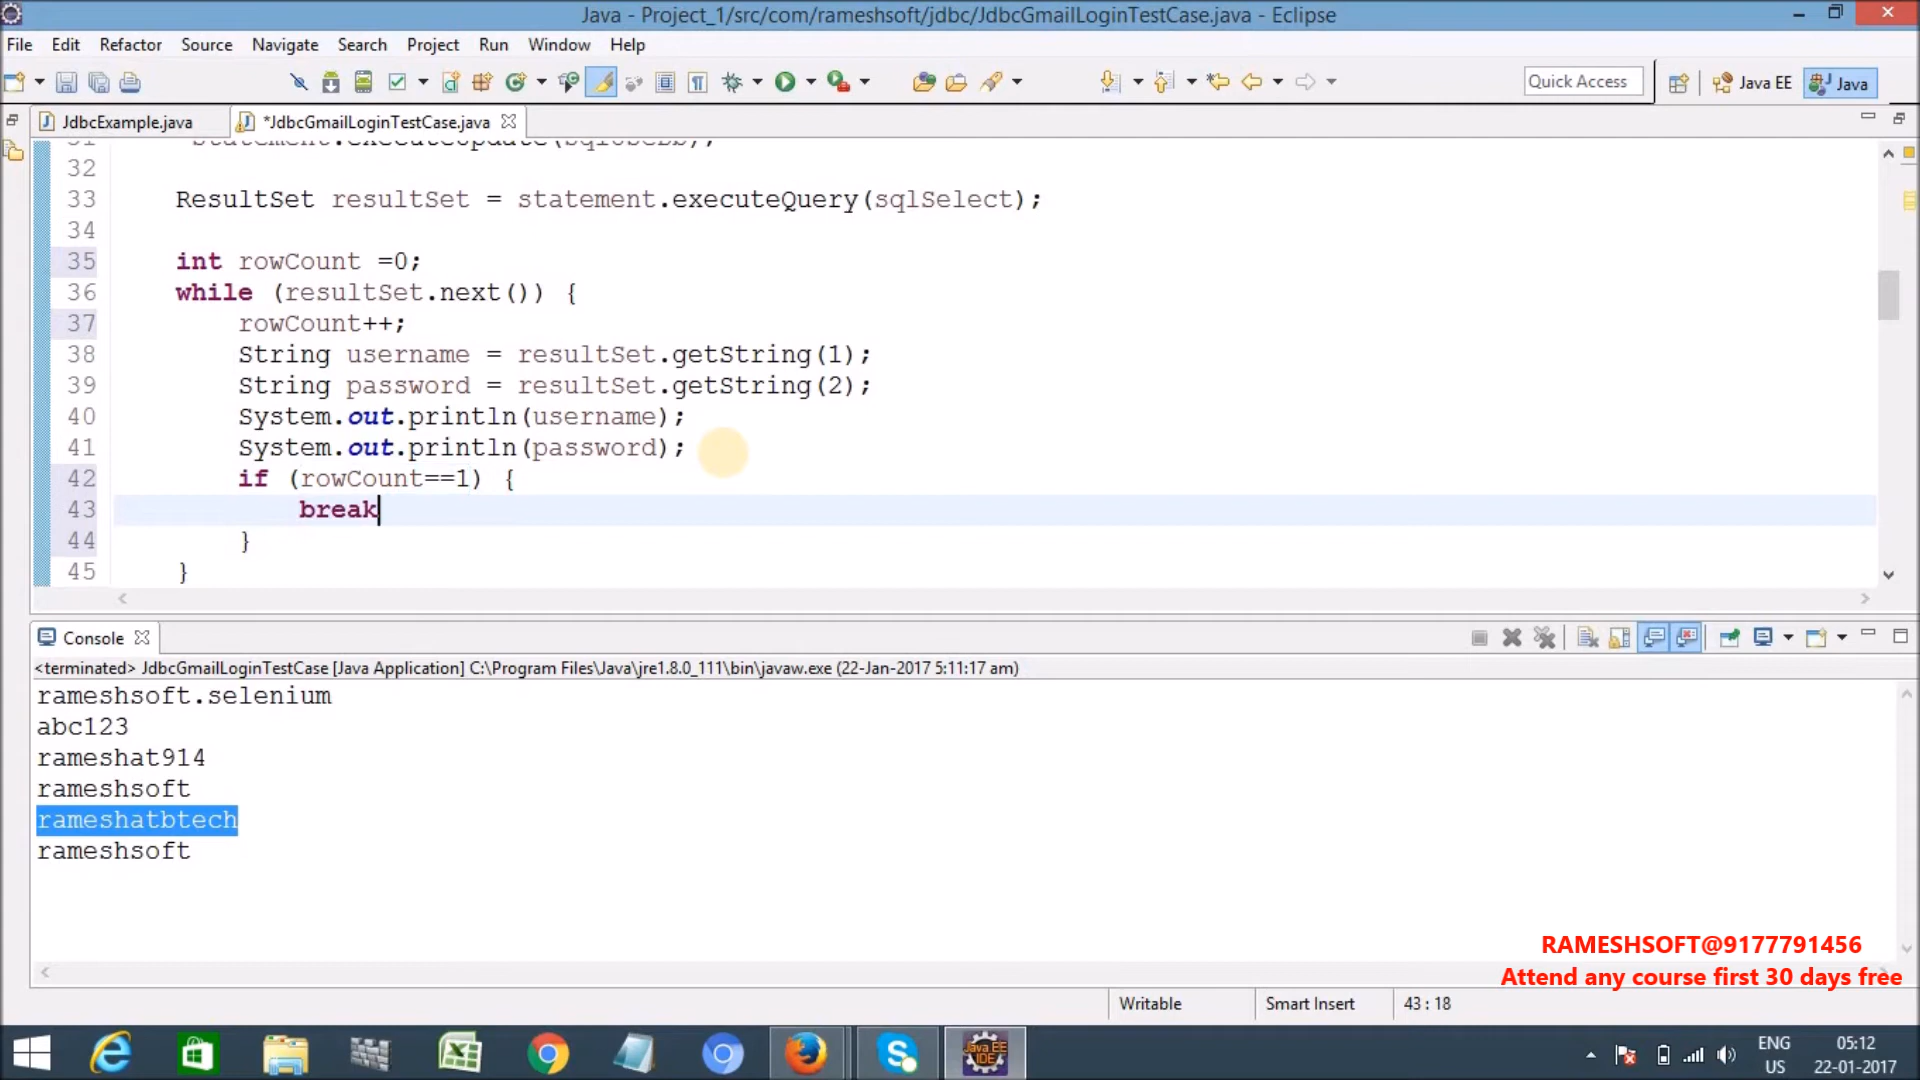 Java - Project_1/src/com/rameshsoft/jdbc/JdbcGmailLoginTestCase.java - Eclipse
File Edit Refactor Source Navigate Search Project Run Window Help
Quick Access Java EE Java
JdbcExample.java *JdbcGmailLoginTestCase.java
32
33 ResultSet resultSet = statement.executeQuery(sqlSelect);
34
35 int rowCount =0;
36 while (resultSet.next()) {
37 rowCount++;
38 String username = resultSet.getString(1);
39 String password = resultSet.getString(2);
40 System.out.println(username);
41 System.out.println(password);
42 if (rowCount==1) {
43 break
44 }
45 }
Console
<terminated> JdbcGmailLoginTestCase [Java Application] C:\Program Files\Java\jre1.8.0_111\bin\javaw.exe (22-Jan-2017 5:11:17 am)
rameshsoft.selenium
abc123
rameshat914
rameshsoft
rameshatbtech
rameshsoft
RAMESHSOFT@9177791456
Attend any course first 30 days free
Writable Smart Insert 43 : 18
Java EE
IDE
ENG 05:12
US 22-01-2017